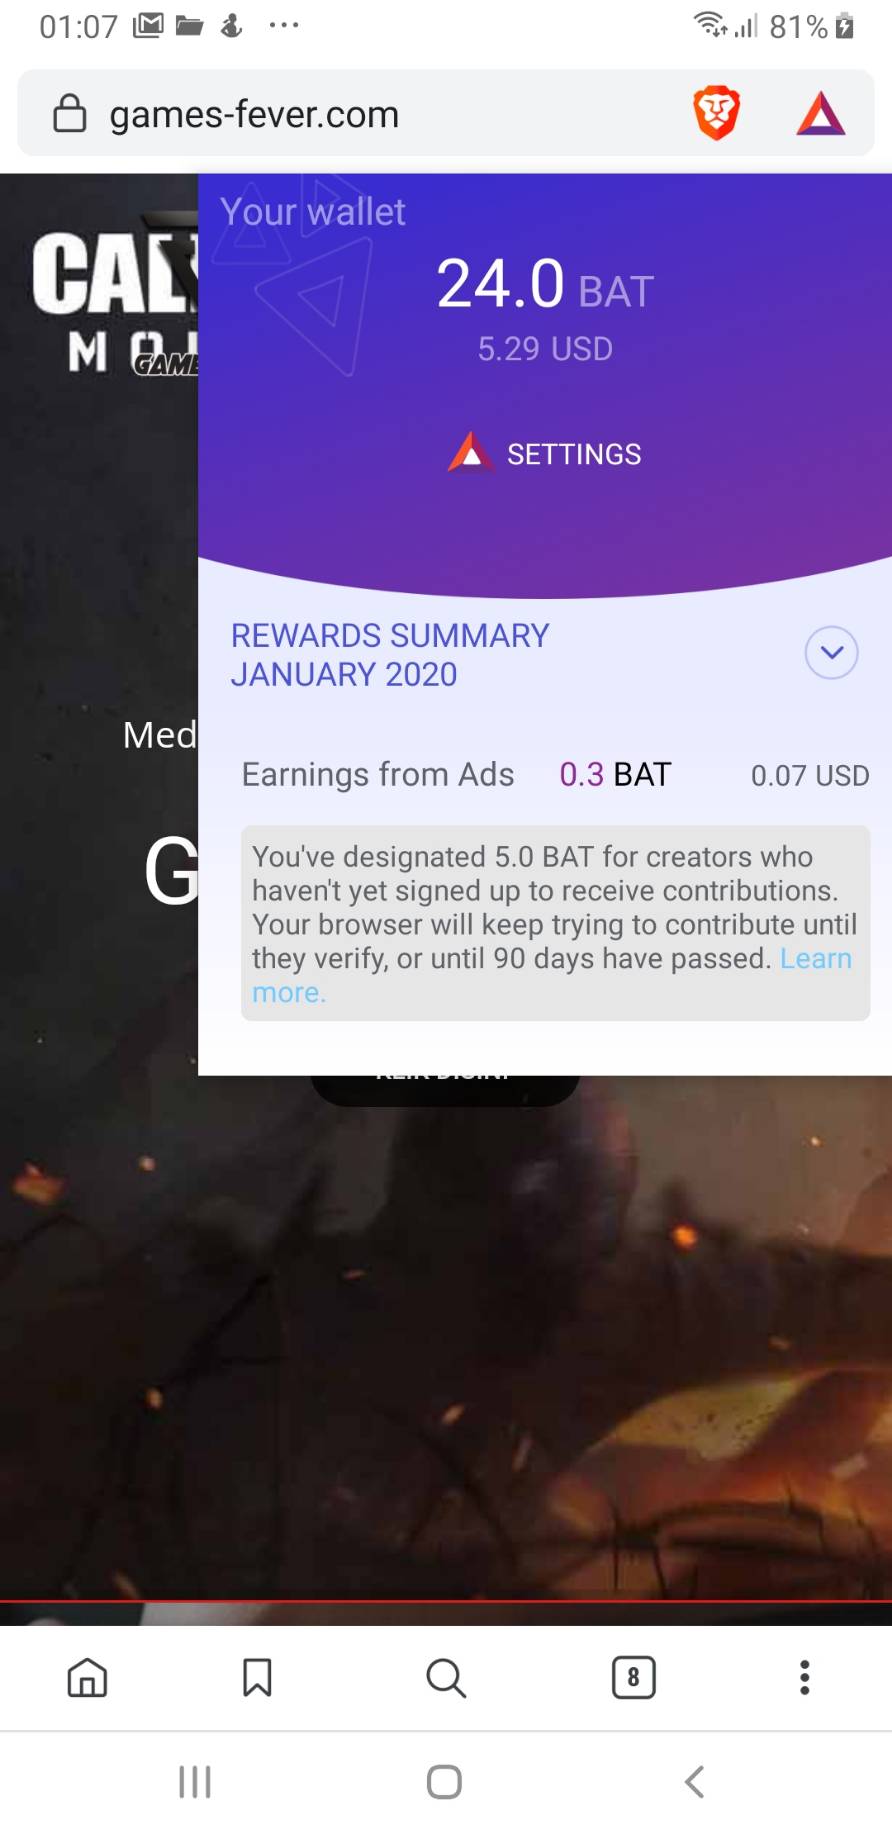 01:07 81%
games-fever.com
Your wallet
CAL
24.0 BAT
MO
GAME
5.29 USD
SETTINGS
REWARDS SUMMARY
JANUARY 2020
Med
Earnings from Ads 0.3 BAT 0.07 USD
G
You've designated 5.0 BAT for creators who
haven't yet signed up to receive contributions.
Your browser will keep trying to contribute until
they verify, or until 90 days have passed. Learn
more.
8